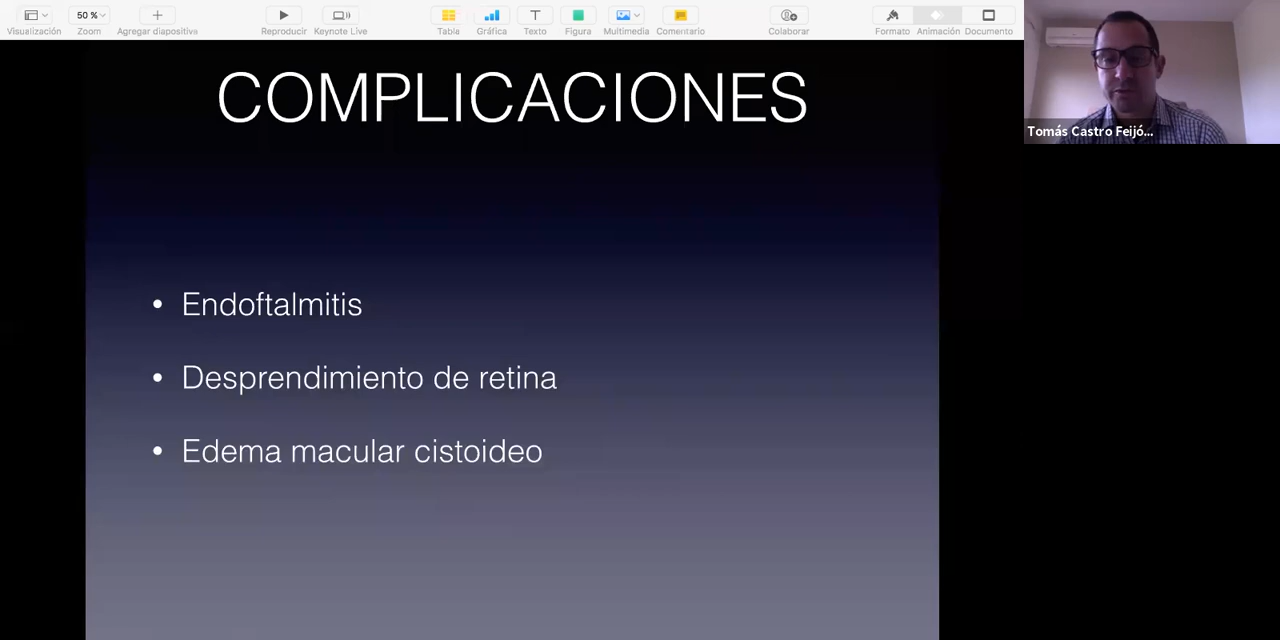 50 %
Visualización Zoom Agregar diapositiva Reproducir Keynote Live Tabla Gráfica Texto Figura Multimedia Comentario Colaborar Formato Animación Documento
COMPLICACIONES
Tomás Castro Feijó...
• Endoftalmitis
• Desprendimiento de retina
• Edema macular cistoideo